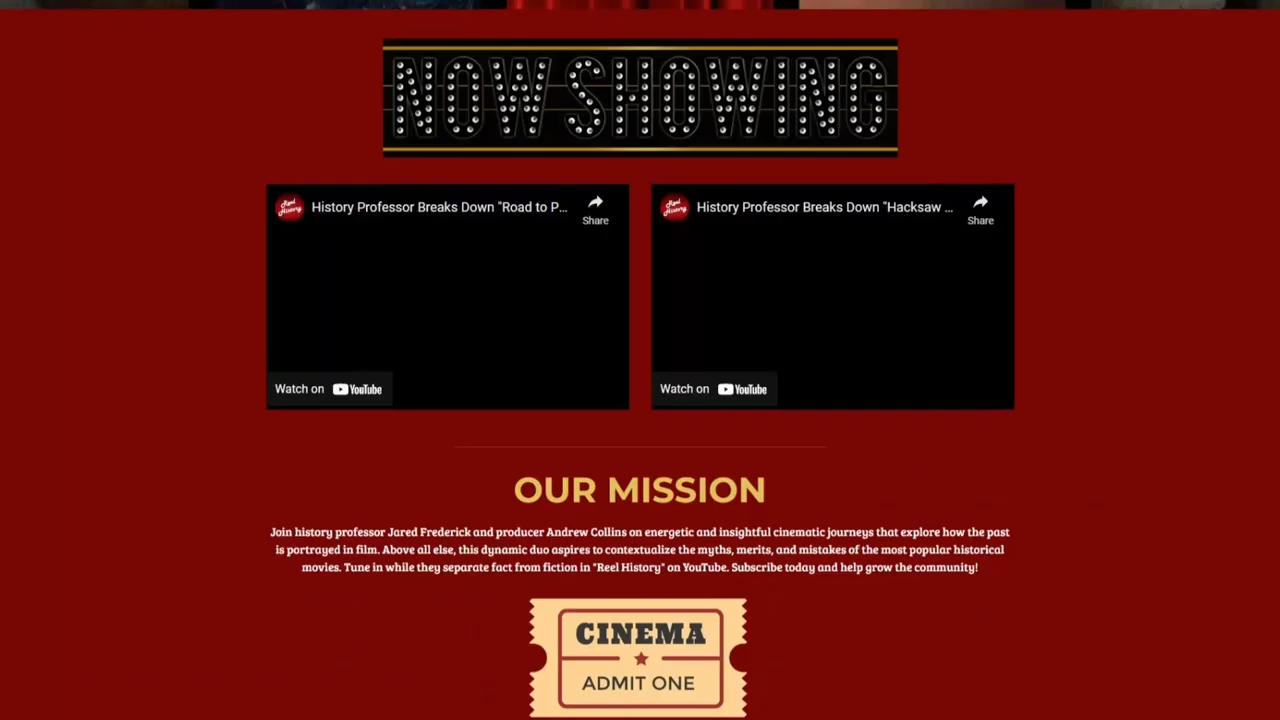 NOW SHOWING
Reel History
History Professor Breaks Down "Road to P...
Share
Watch on YouTube
Reel History
History Professor Breaks Down "Hacksaw ...
Share
Watch on YouTube
OUR MISSION
Join history professor Jared Frederick and producer Andrew Collins on energetic and insightful cinematic journeys that explore how the past
is portrayed in film. Above all else, this dynamic duo aspires to contextualize the myths, merits, and mistakes of the most popular historical
movies. Tune in while they separate fact from fiction in "Reel History" on YouTube. Subscribe today and help grow the community!
CINEMA
ADMIT ONE